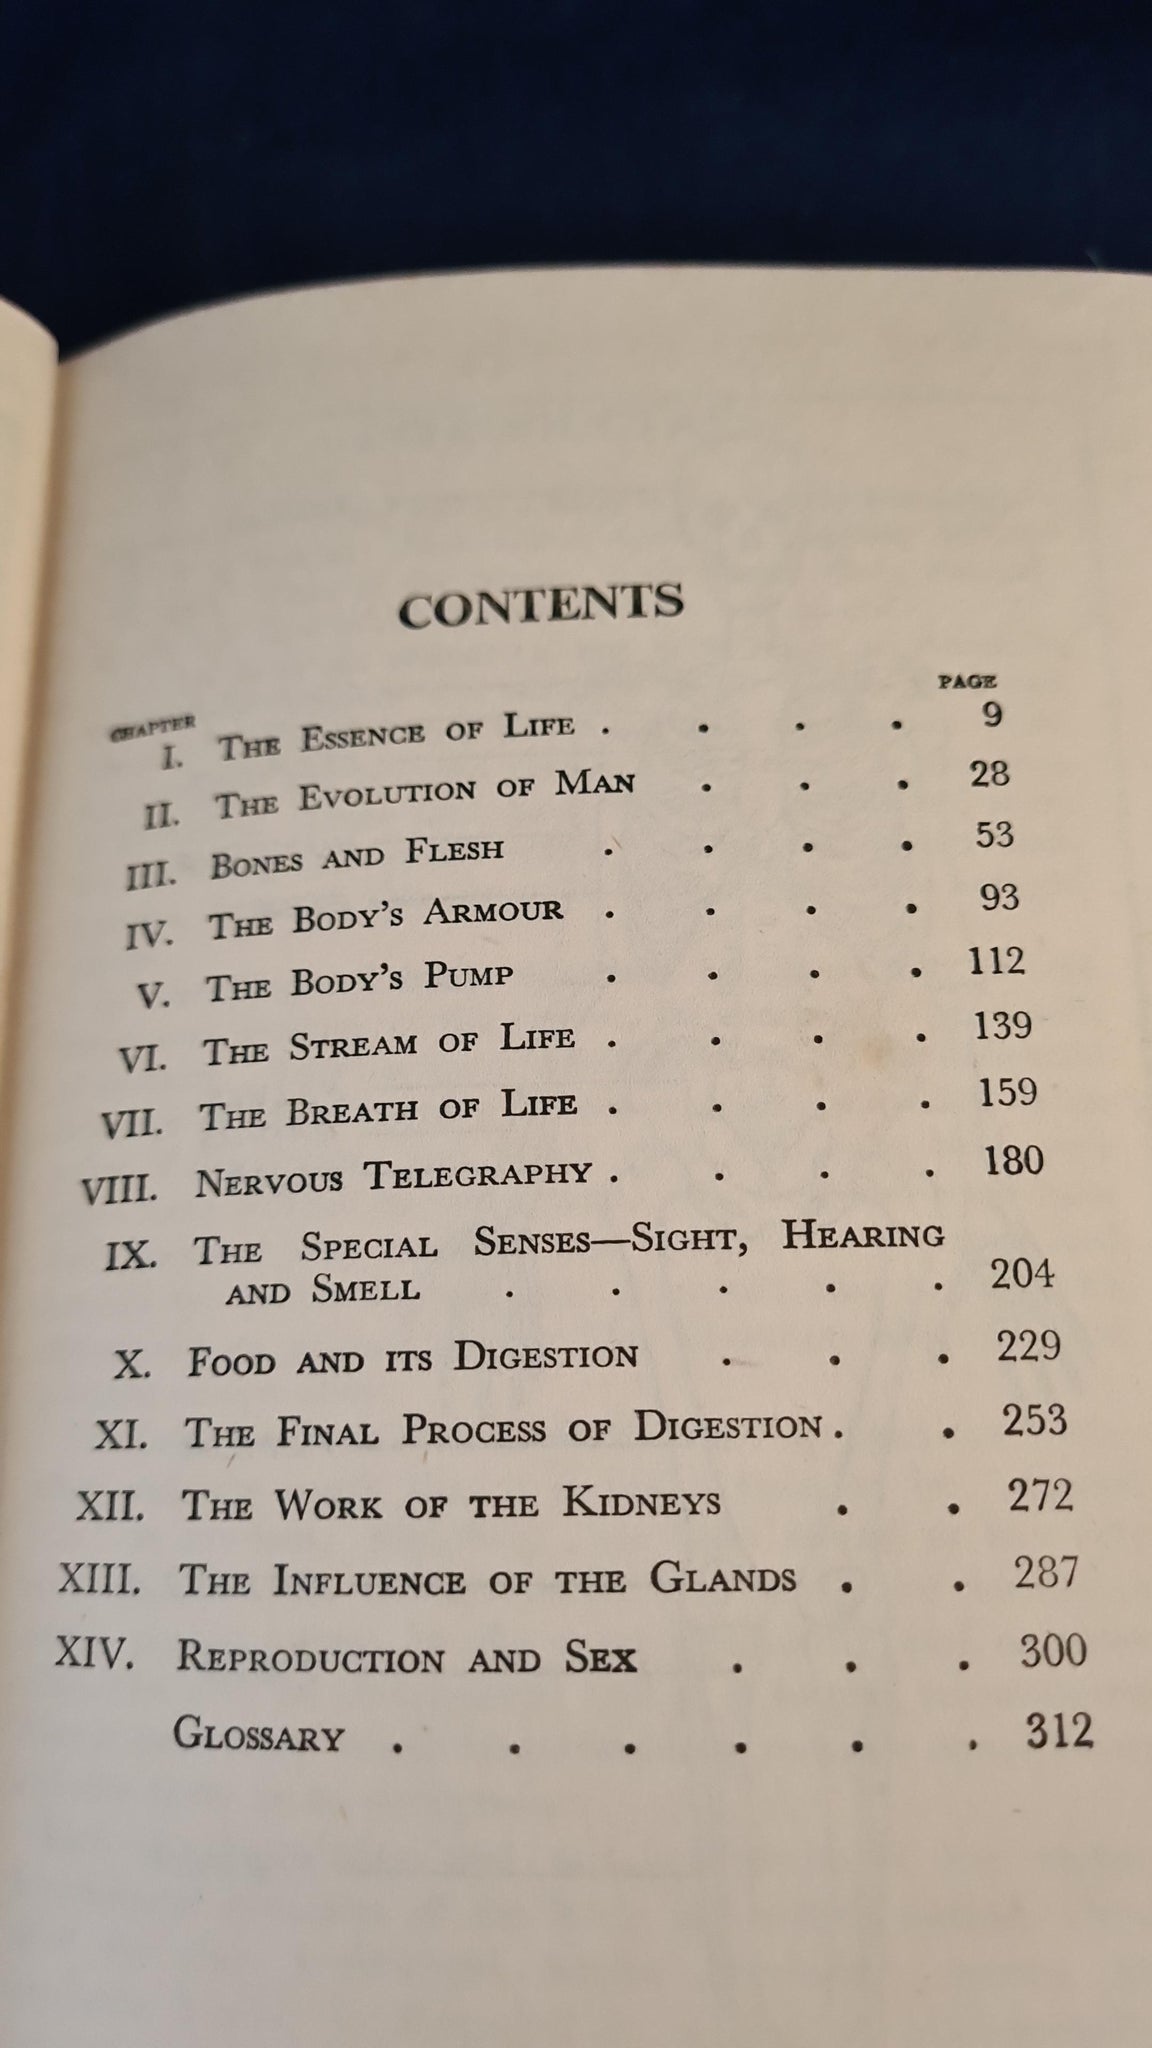 CONTENTS
CHAPTER PAGE
I. THE ESSENCE OF LIFE . . . . 9
II. THE EVOLUTION OF MAN . . . 28
III. BONES AND FLESH . . . . 53
IV. THE BODY'S ARMOUR . . . . 93
V. THE BODY'S PUMP . . . . 112
VI. THE STREAM OF LIFE . . . . 139
VII. THE BREATH OF LIFE . . . . 159
VIII. NERVOUS TELEGRAPHY . . . . 180
IX. THE SPECIAL SENSES—SIGHT, HEARING
AND SMELL . . . . . 204
X. FOOD AND ITS DIGESTION . . . 229
XI. THE FINAL PROCESS OF DIGESTION . . 253
XII. THE WORK OF THE KIDNEYS . . 272
XIII. THE INFLUENCE OF THE GLANDS . . 287
XIV. REPRODUCTION AND SEX . . . 300
GLOSSARY . . . . . . 312